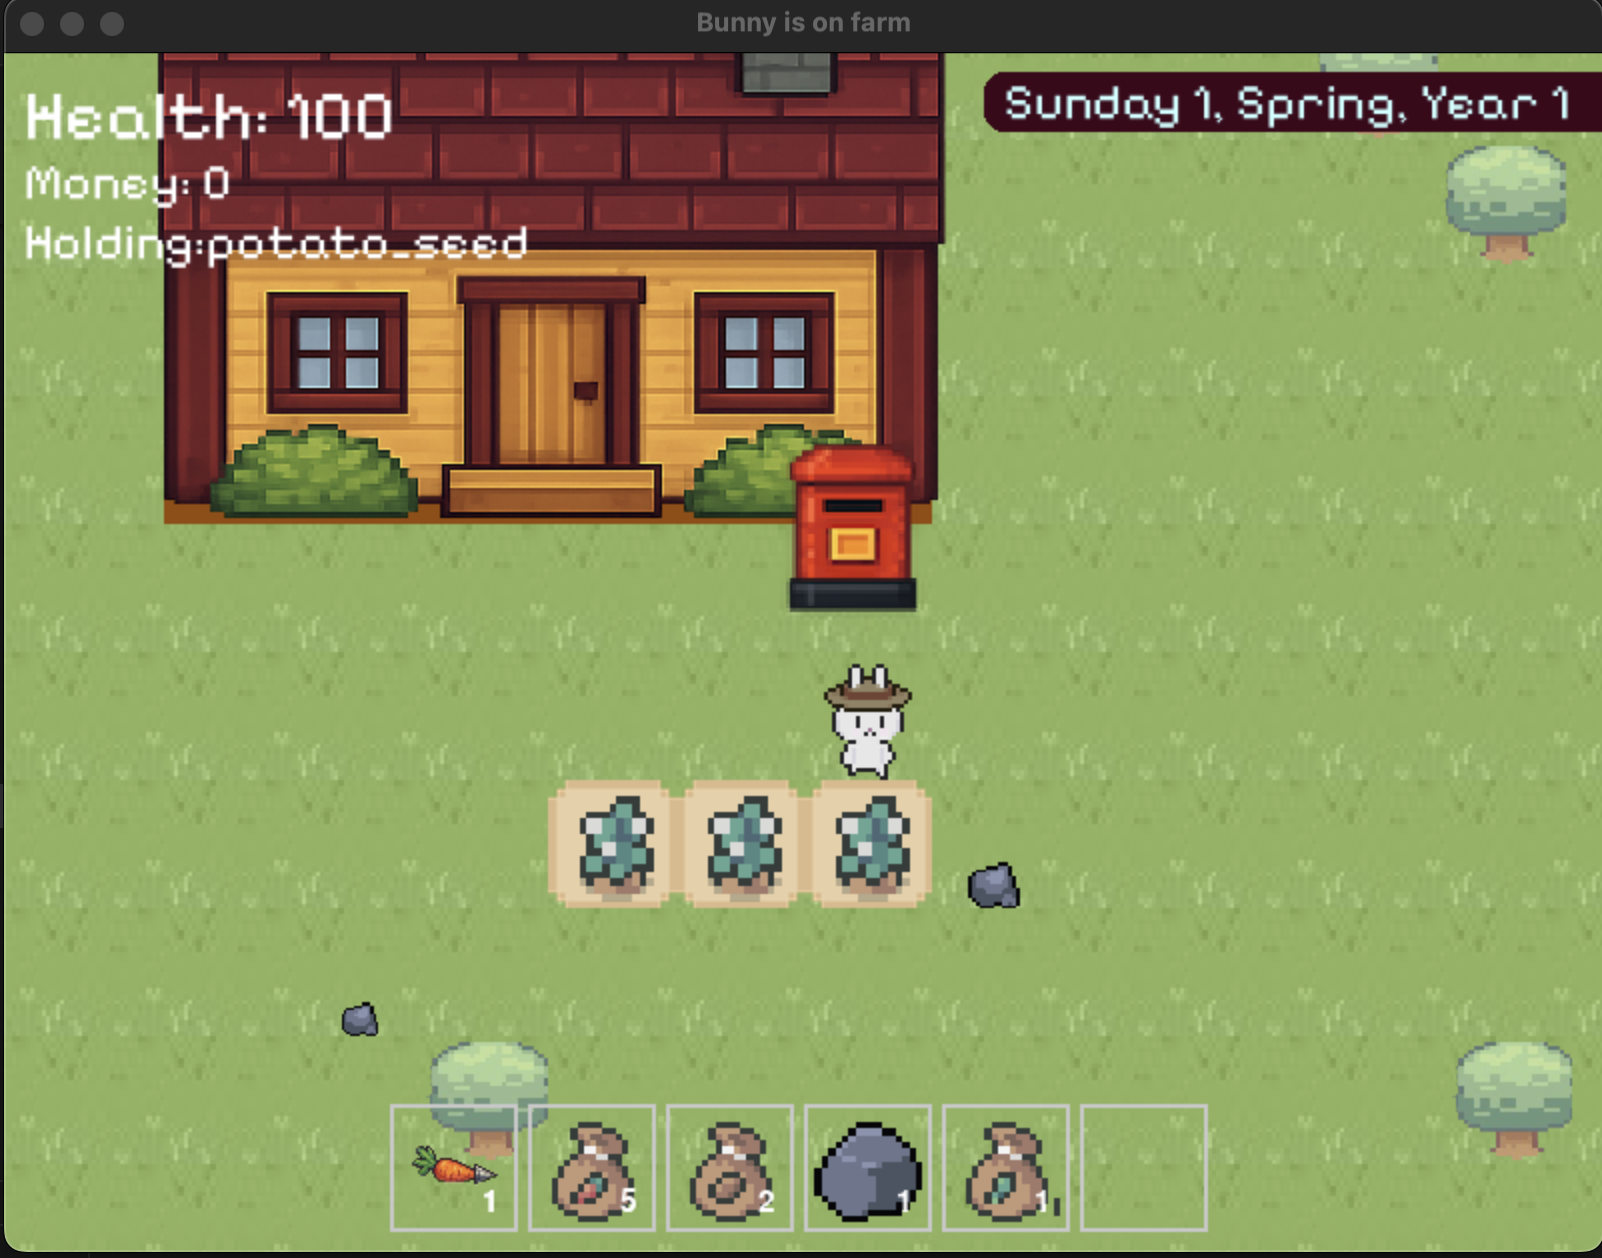 Bunny is on farm
Health: 100
Sunday 1, Spring, Year 1
Money: 0
Holding:potato_seed
1
5
2
1
1